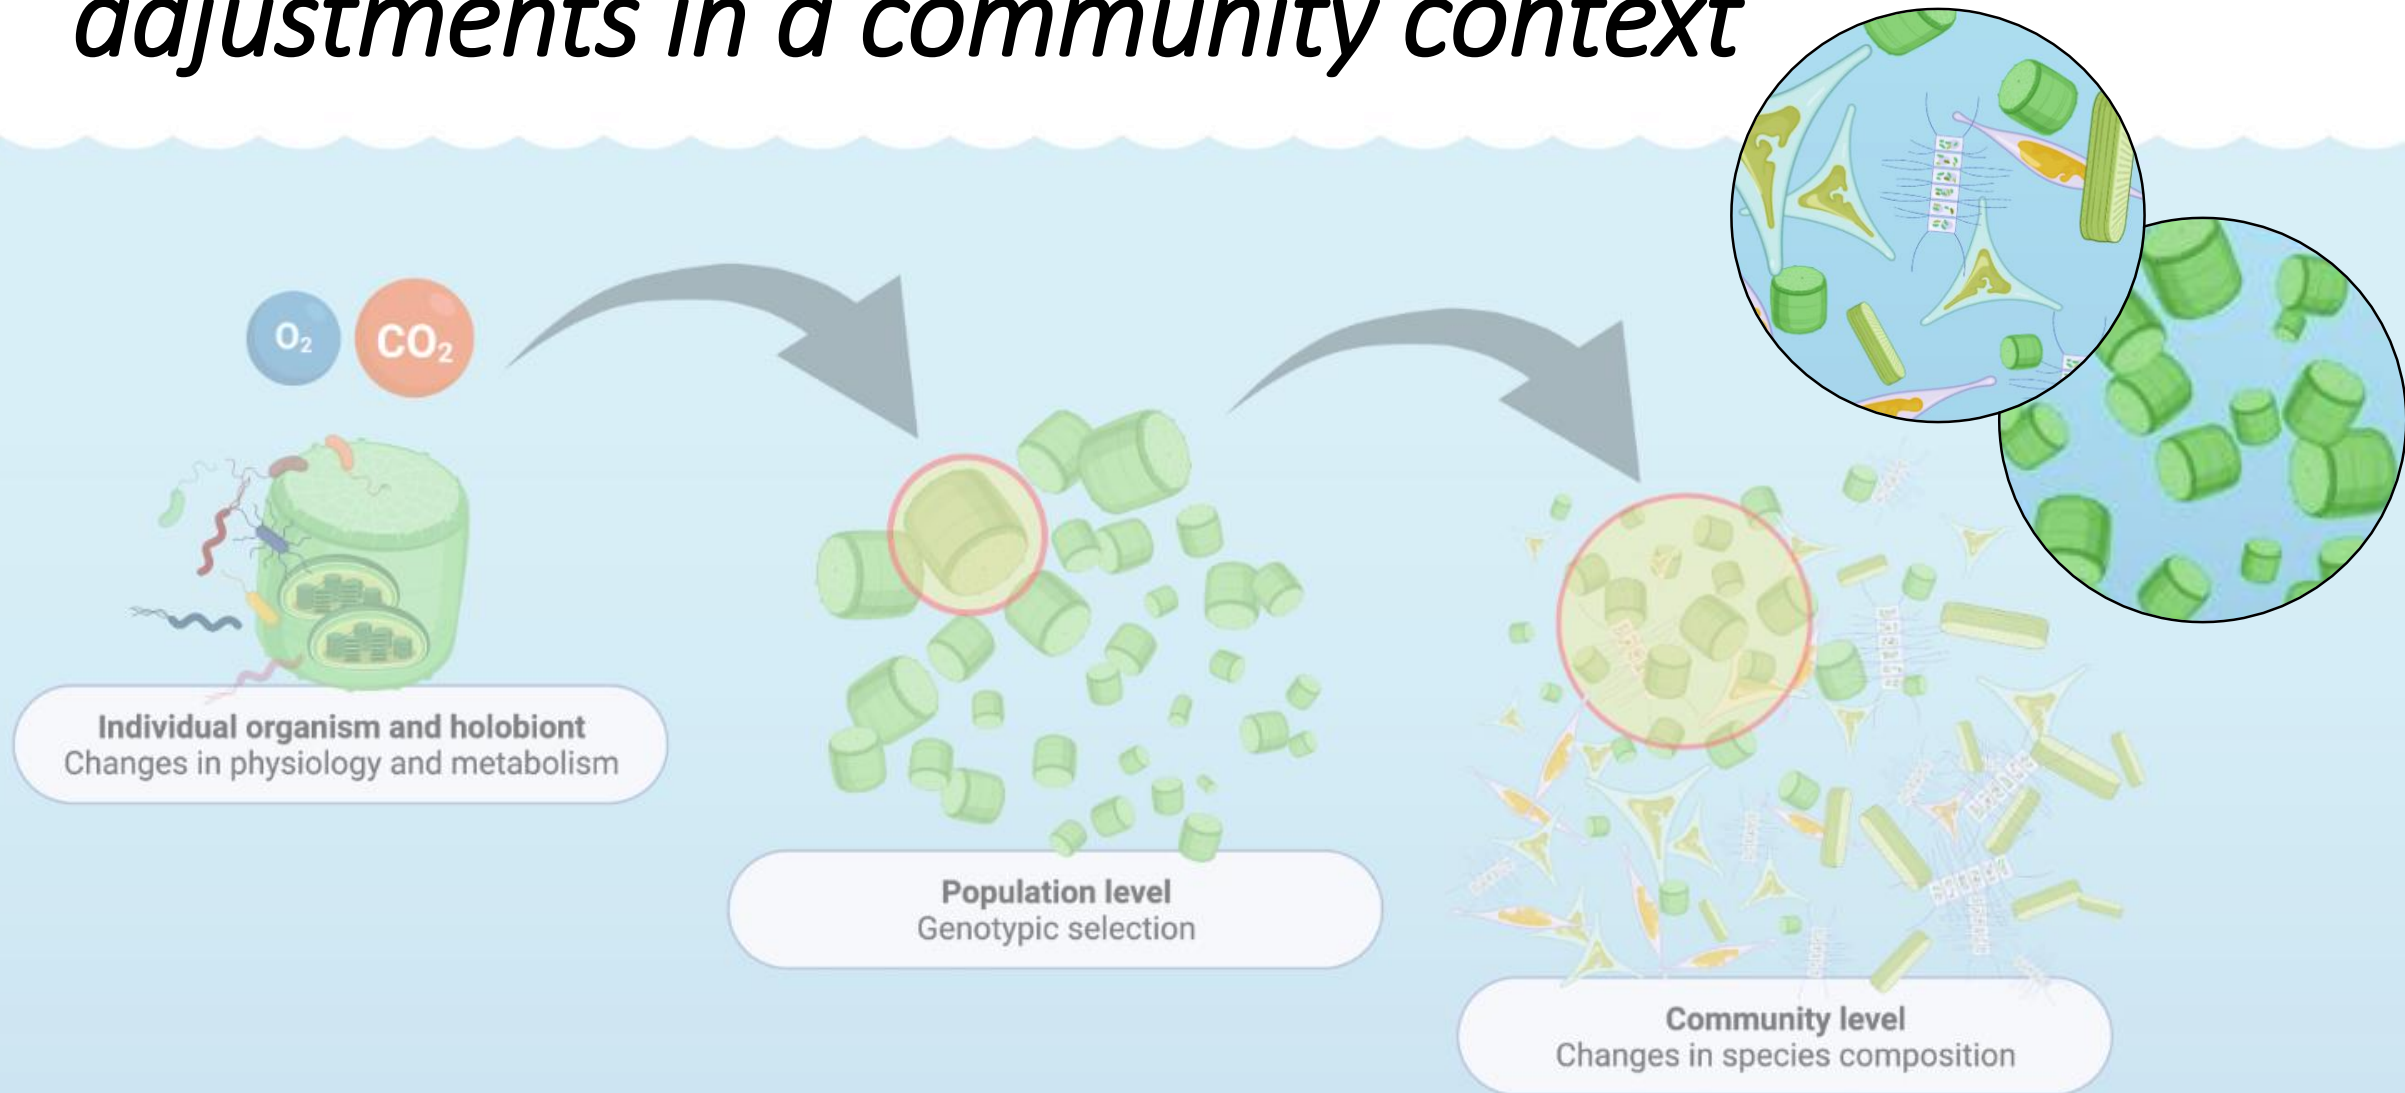 adjustments in a community context
O₂
CO₂
Individual organism and holobiont
Changes in physiology and metabolism
Population level
Genotypic selection
Community level
Changes in species composition